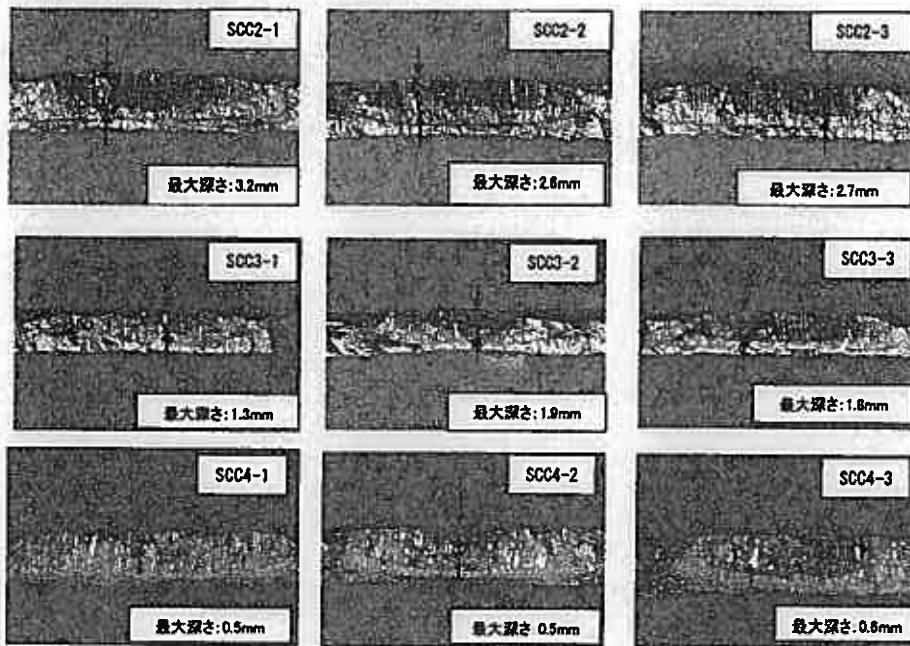 SCC2-1
最大深さ:3.2mm
SCC2-2
最大深さ:2.6mm
SCC2-3
最大深さ:2.7mm
SCC3-1
最大深さ:1.3mm
SCC3-2
最大深さ:1.9mm
SCC3-3
最大深さ:1.6mm
SCC4-1
最大深さ:0.5mm
SCC4-2
最大深さ:0.5mm
SCC4-3
最大深さ:0.6mm